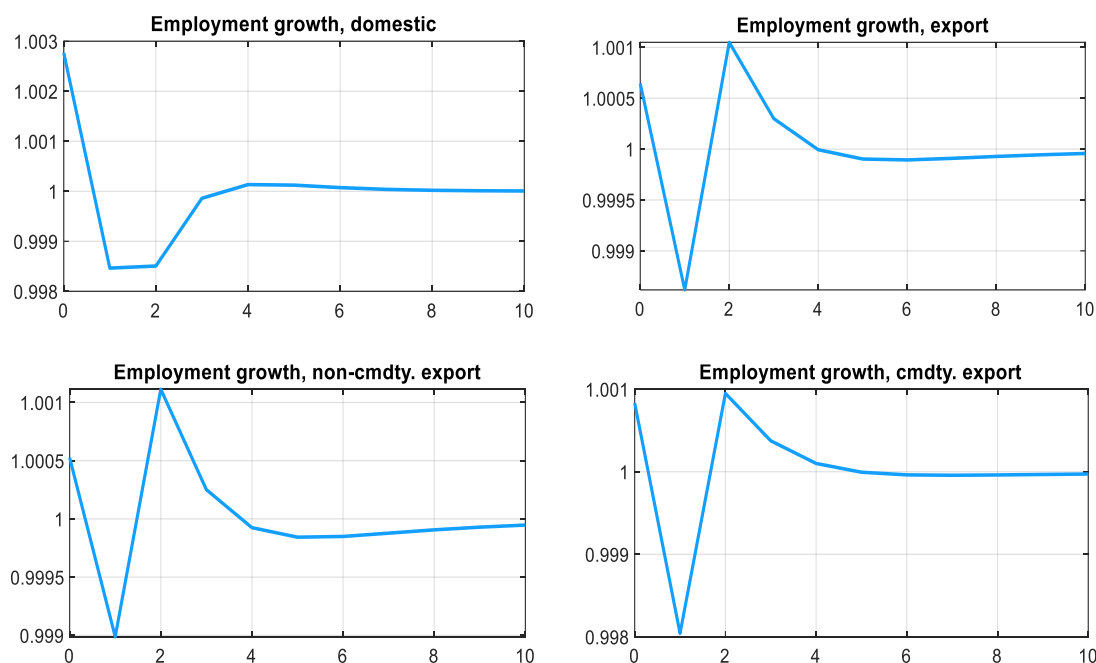 Employment growth, domestic
1.003
1.002
1.001
1
0.999
0.998
0 2 4 6 8 10
Employment growth, export
1.001
1.0005
1
0.9995
0.999
0 2 4 6 8 10
Employment growth, non-cmdty. export
1.001
1.0005
1
0.9995
0.999
0 2 4 6 8 10
Employment growth, cmdty. export
1.001
1
0.999
0.998
0 2 4 6 8 10